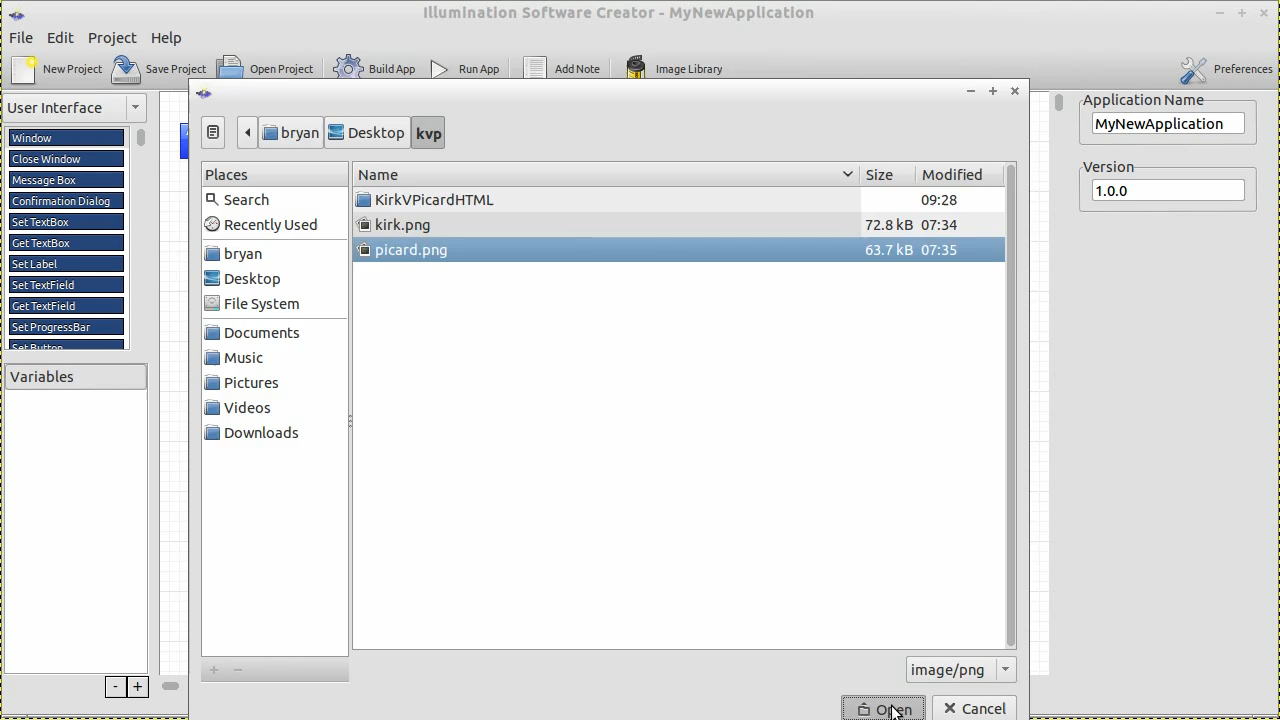 Illumination Software Creator - MyNewApplication
File Edit Project Help
New Project Save Project Open Project Build App Run App Add Note Image Library Preferences
User Interface
Window
Close Window
Message Box
Confirmation Dialog
Set TextBox
Get TextBox
Set Label
Set TextField
Get TextField
Set ProgressBar
Set Button
Variables
- +
bryan Desktop kvp
Places
Search
Recently Used
bryan
Desktop
File System
Documents
Music
Pictures
Videos
Downloads
Name Size Modified
KirkVPicardHTML 09:28
kirk.png 72.8 kB 07:34
picard.png 63.7 kB 07:35
image/png
Open Cancel
Application Name
MyNewApplication
Version
1.0.0